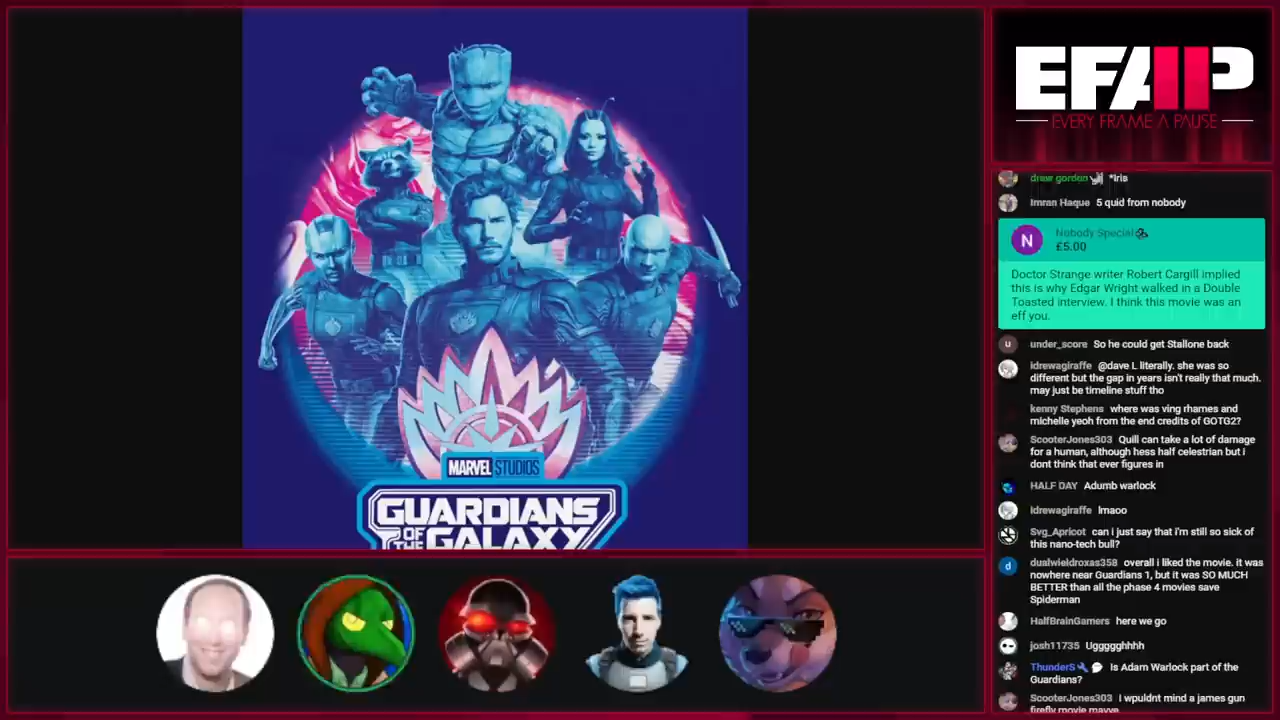 MARVEL STUDIOS
GUARDIANS
OF
THE
GALAXY
EFAP
EVERY FRAME A PAUSE
draw gordon *Iris
Imran Haque 5 quid from nobody
N
Nobody Special
£5.00
Doctor Strange writer Robert Cargill implied
this is why Edgar Wright walked in a Double
Toasted interview. I think this movie was an
eff you.
u
under_score So he could get Stallone back
idrewagiraffe @dave L literally. she was so
different but the gap in years isn't really that much.
may just be timeline stuff tho
kenny Stephens where was ving rhames and
michelle yeoh from the end credits of GOTG2?
ScooterJones303 Quill can take a lot of damage
for a human, although hess half celestrian but i
dont think that ever figures in
HALF DAY Adumb warlock
idrewagiraffe lmaoo
Svg_Apricot can i just say that i'm still so sick of
this nano-tech bull?
d
dualwieldroxas358 overall i liked the movie. it was
nowhere near Guardians 1, but it was SO MUCH
BETTER than all the phase 4 movies save
Spiderman
HalfBrainGamers here we go
josh11735 Ugggghhhh
ThunderS Is Adam Warlock part of the
Guardians?
ScooterJones303 I wpuldnt mind a james gun
firefly movie mayve